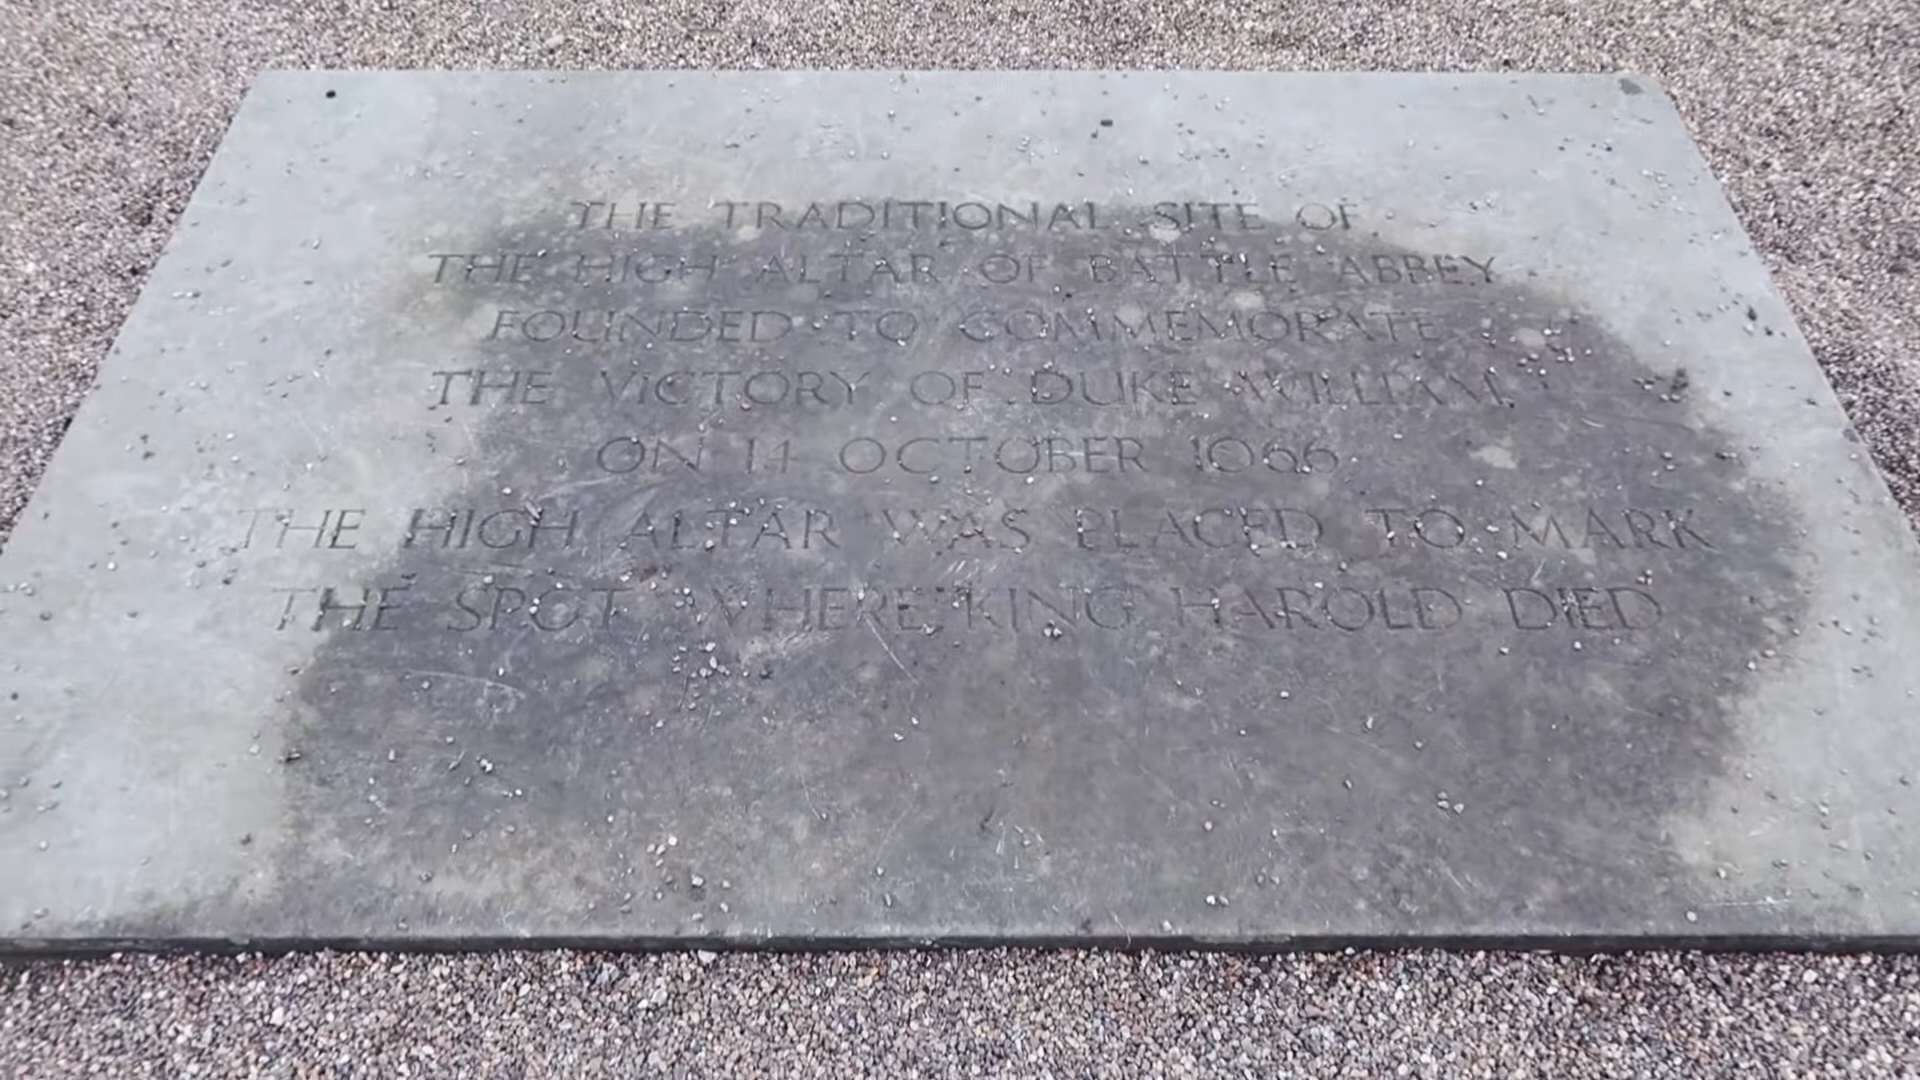 THE TRADITIONAL SITE OF
THE HIGH ALTAR OF BATTLE ABBEY
FOUNDED TO COMMEMORATE
THE VICTORY OF DUKE WILLIAM
ON 14 OCTOBER 1066
THE HIGH ALTAR WAS PLACED TO MARK
THE SPOT WHERE KING HAROLD DIED